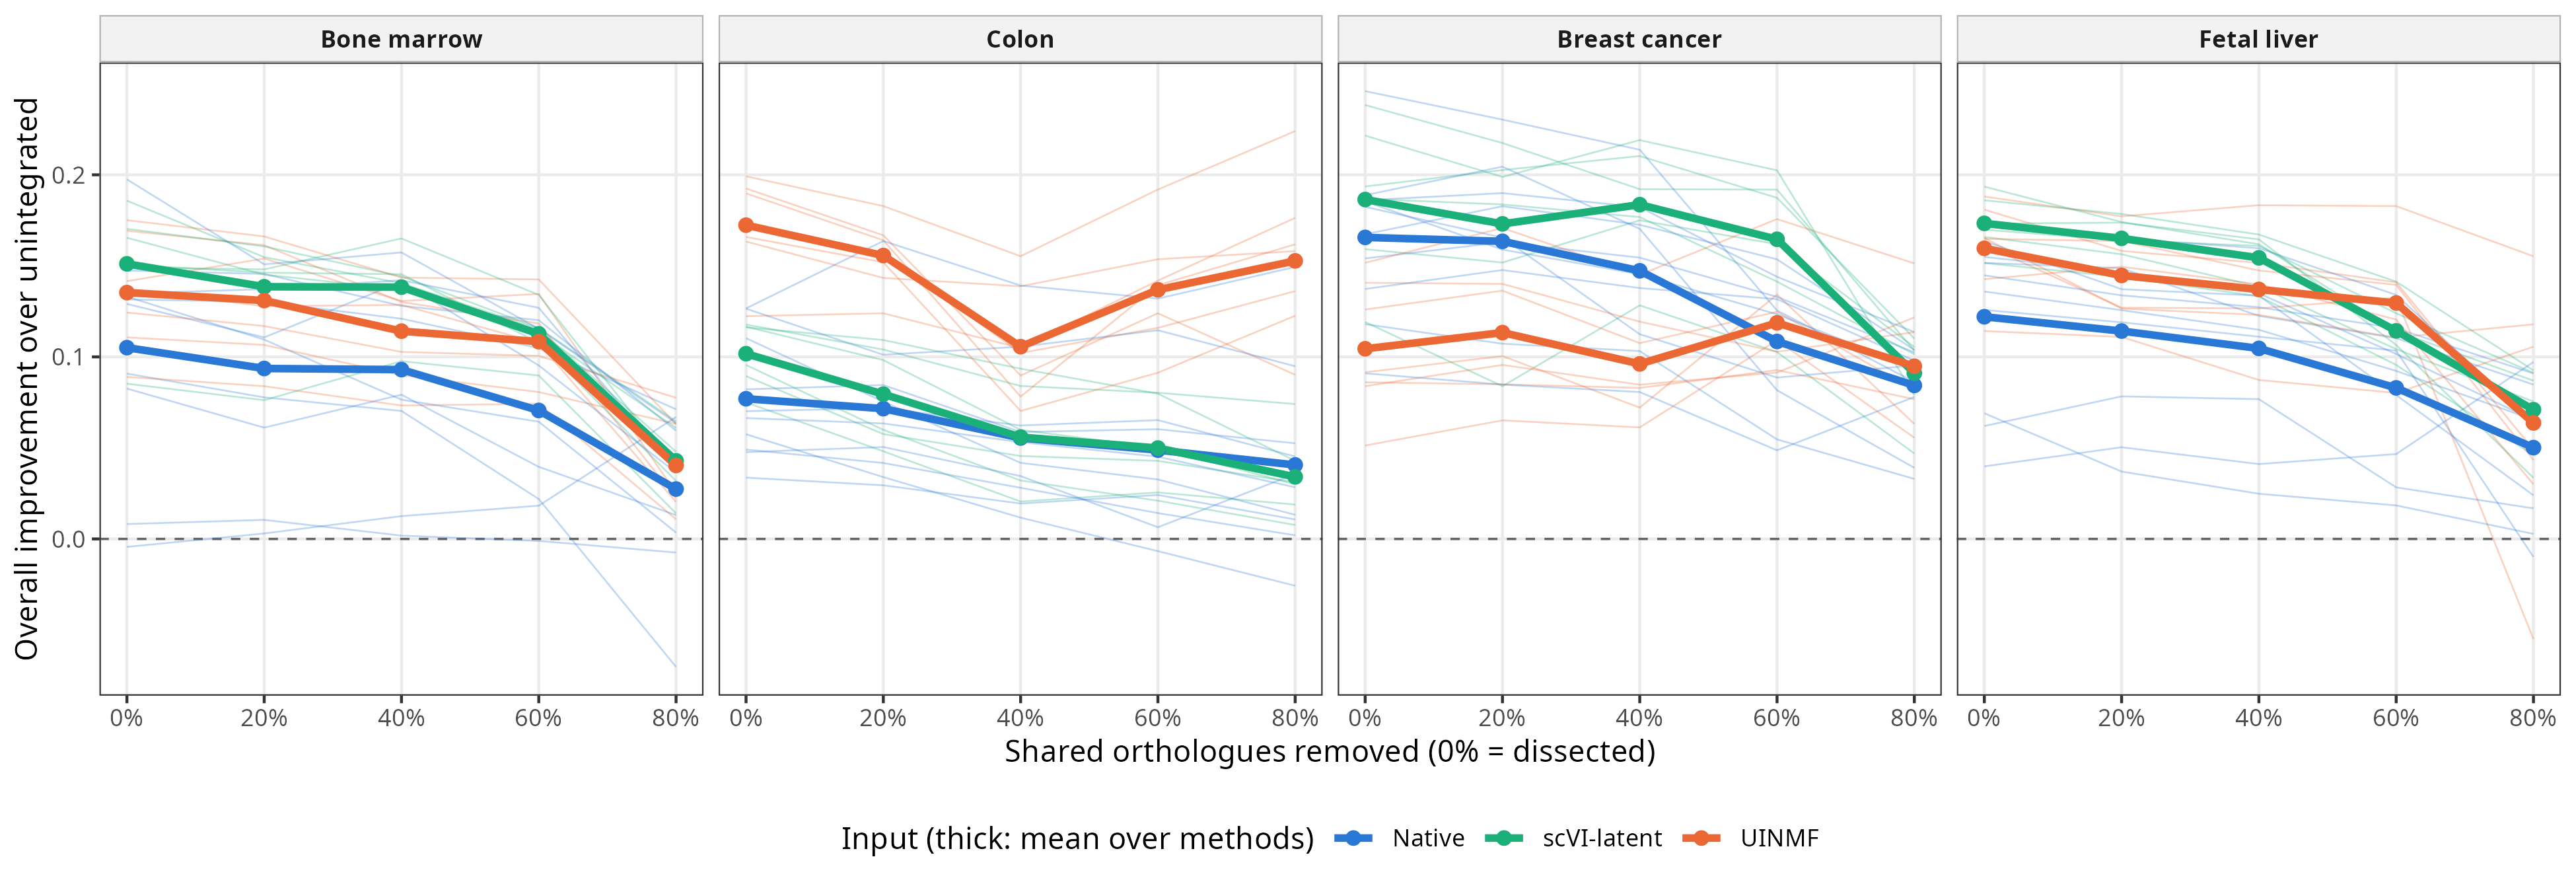 Bone marrow
Colon
Breast cancer
Fetal liver
Overall improvement over unintegrated
0.2
0.1
0.0
0% 20% 40% 60% 80%
0% 20% 40% 60% 80%
0% 20% 40% 60% 80%
0% 20% 40% 60% 80%
Shared orthologues removed (0% = dissected)
Input (thick: mean over methods) Native scVI-latent UINMF